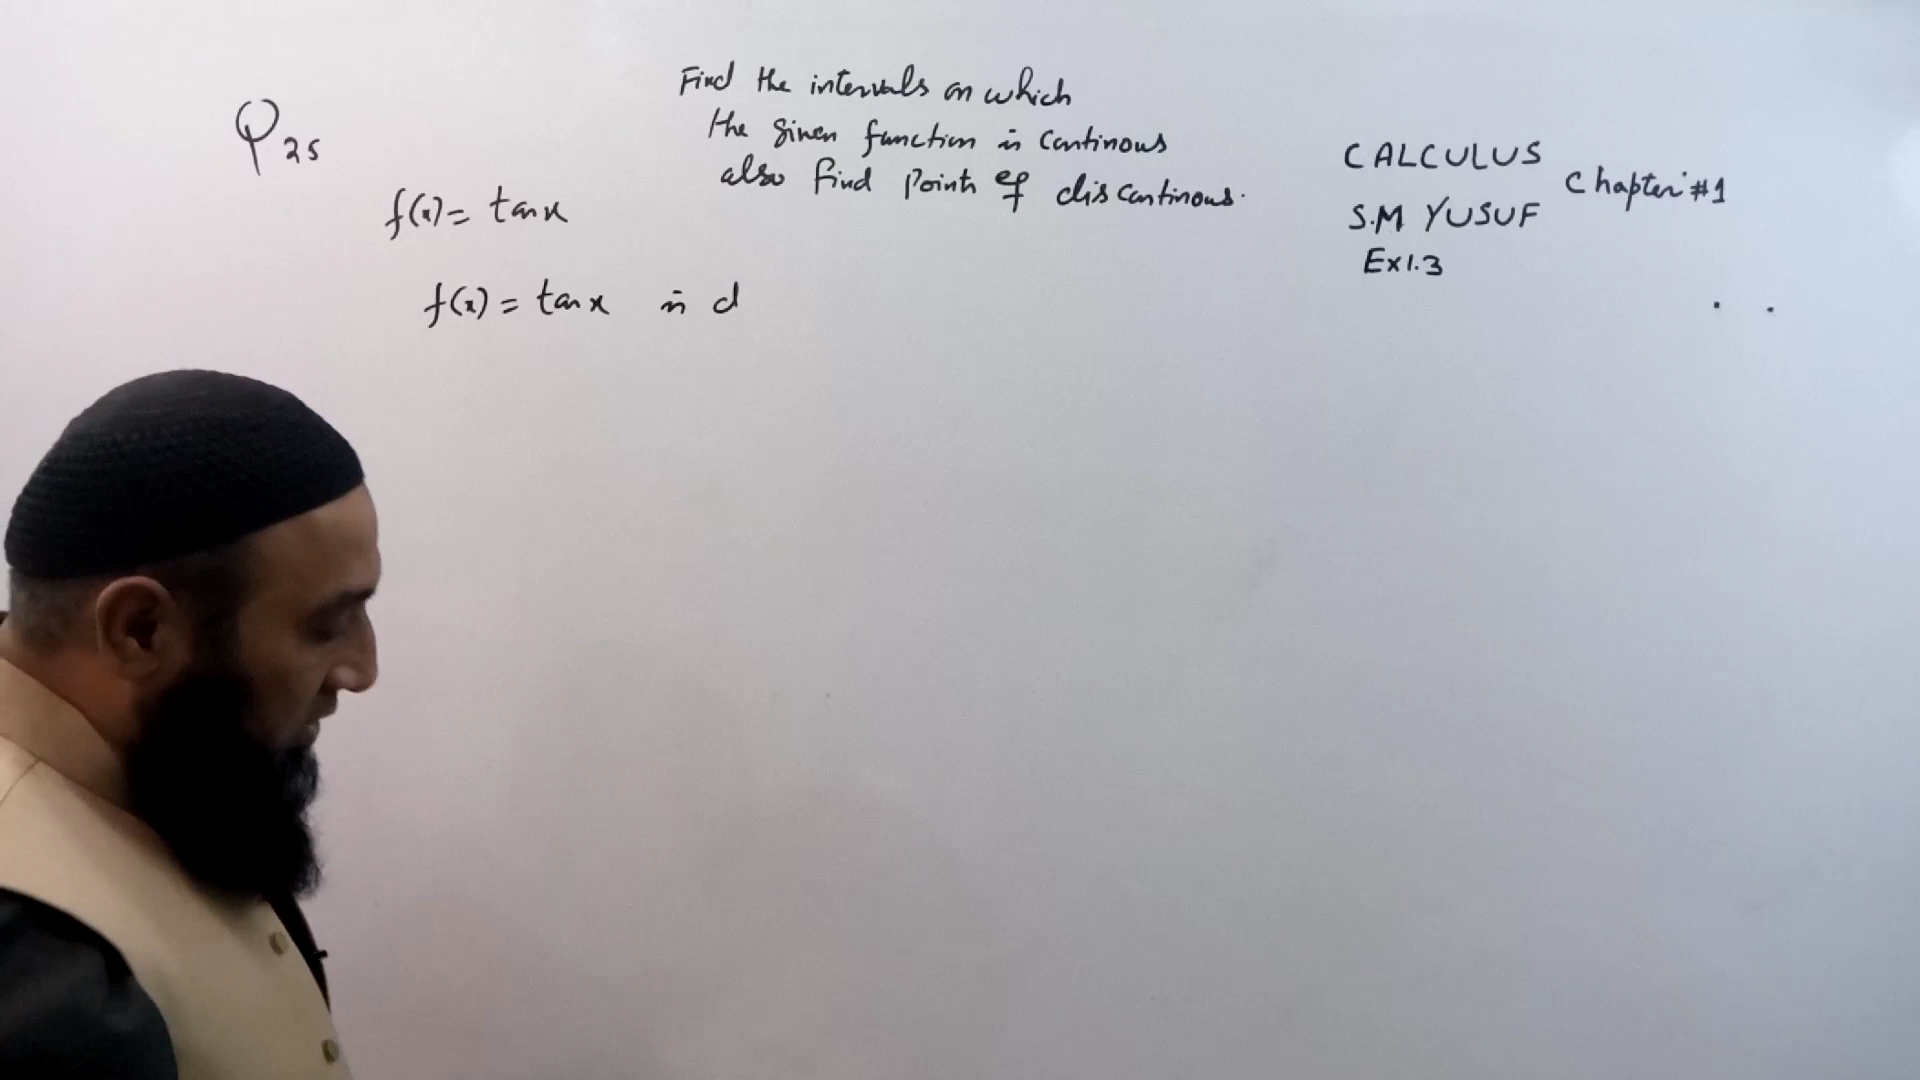 Q25
Find the intervals on which
the given function is continous
also find points of discontinous.
f(x) = tanx
f(x) = tanx is d
CALCULUS
S.M YUSUF
Ex1.3
Chapter #1